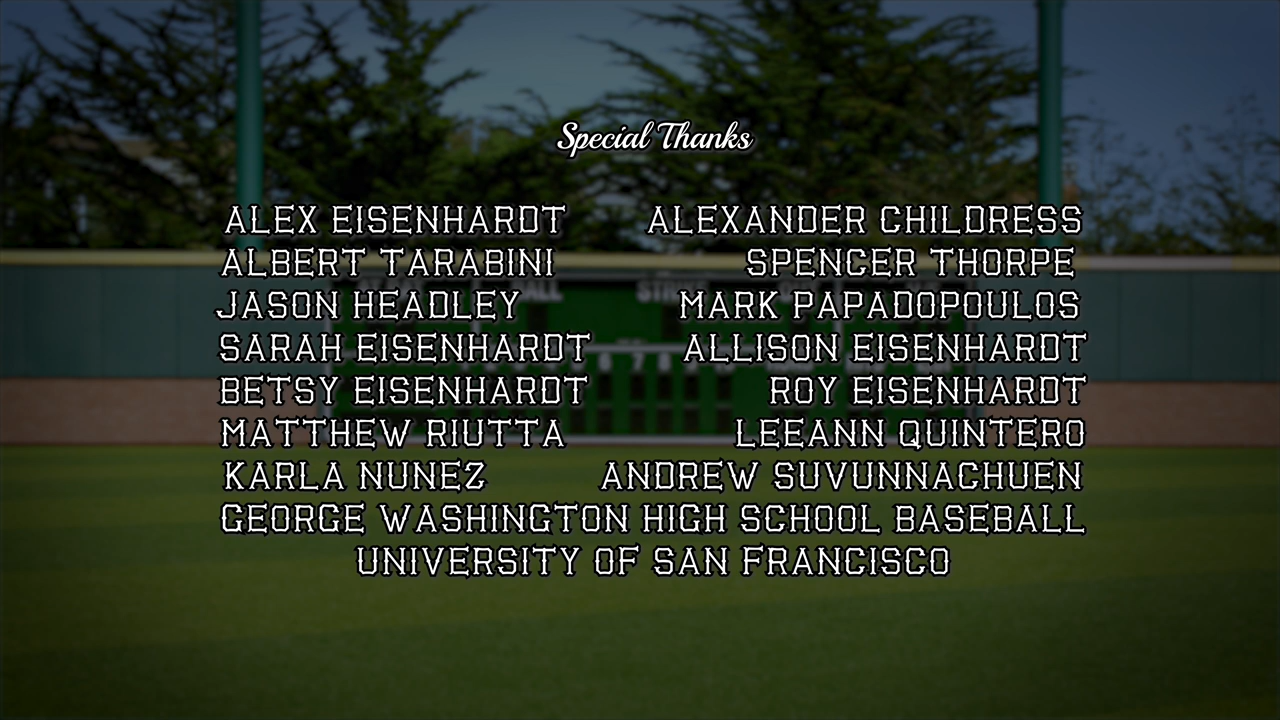 Special Thanks
ALEX EISENHARDT ALEXANDER CHILDRESS
ALBERT TARABINI SPENCER THORPE
JASON HEADLEY MARK PAPADOPOULOS
SARAH EISENHARDT ALLISON EISENHARDT
BETSY EISENHARDT ROY EISENHARDT
MATTHEW RIUTTA LEEANN QUINTERO
KARLA NUNEZ ANDREW SUVUNNACHUEN
GEORGE WASHINGTON HIGH SCHOOL BASEBALL
UNIVERSITY OF SAN FRANCISCO